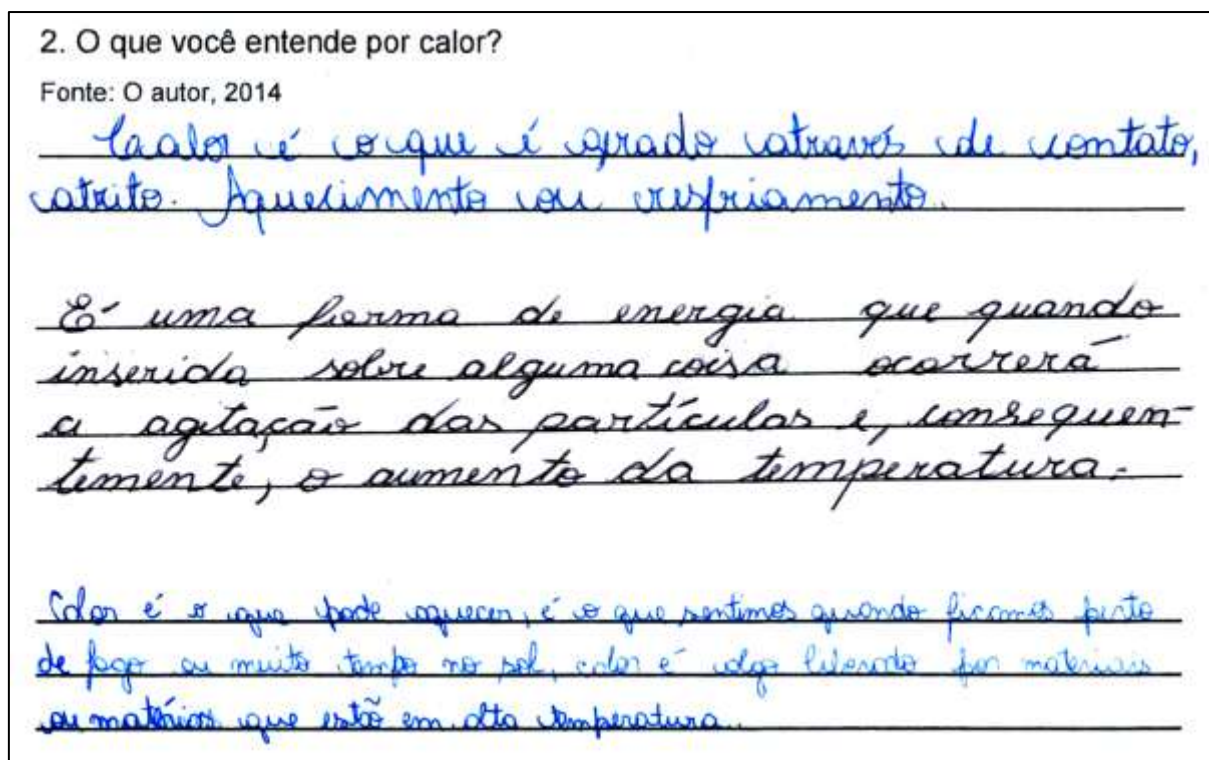 2. O que você entende por calor?
Fonte: O autor, 2014
Caalor é o que é gerado através de contato,
atrito. Aquecimento ou resfriamento.
É uma forma de energia que quando
inserida sobre alguma coisa ocorrerá
a agitação das partículas e, consequen-
temente, o aumento da temperatura.
Calor é o que pode aquecer, é o que sentimos quando ficamos perto
de fogo ou muito tempo no sol, calor é algo liberado por materiais
ou matérias que estão em alta temperatura.